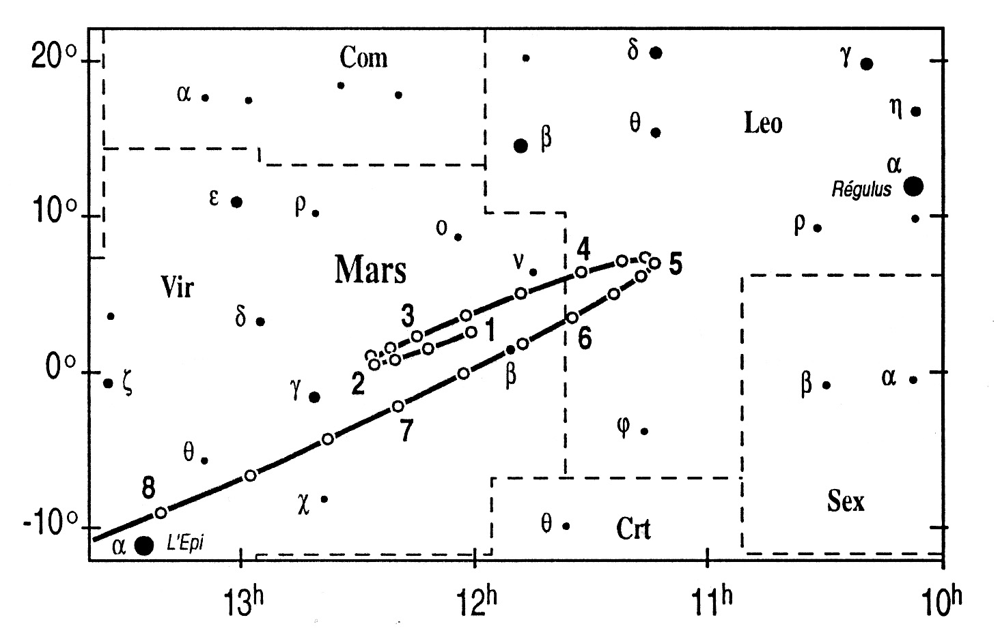 20° Com δ γ
α η
β θ Leo
α
Régulus
ε ρ
10° ο ρ
ν 4
Mars 5
Vir
δ 3
1
6
0° ζ 2 β β α
γ
7 φ
θ
8
χ Sex
-10° θ Crt
α L'Epi
13h 12h 11h 10h